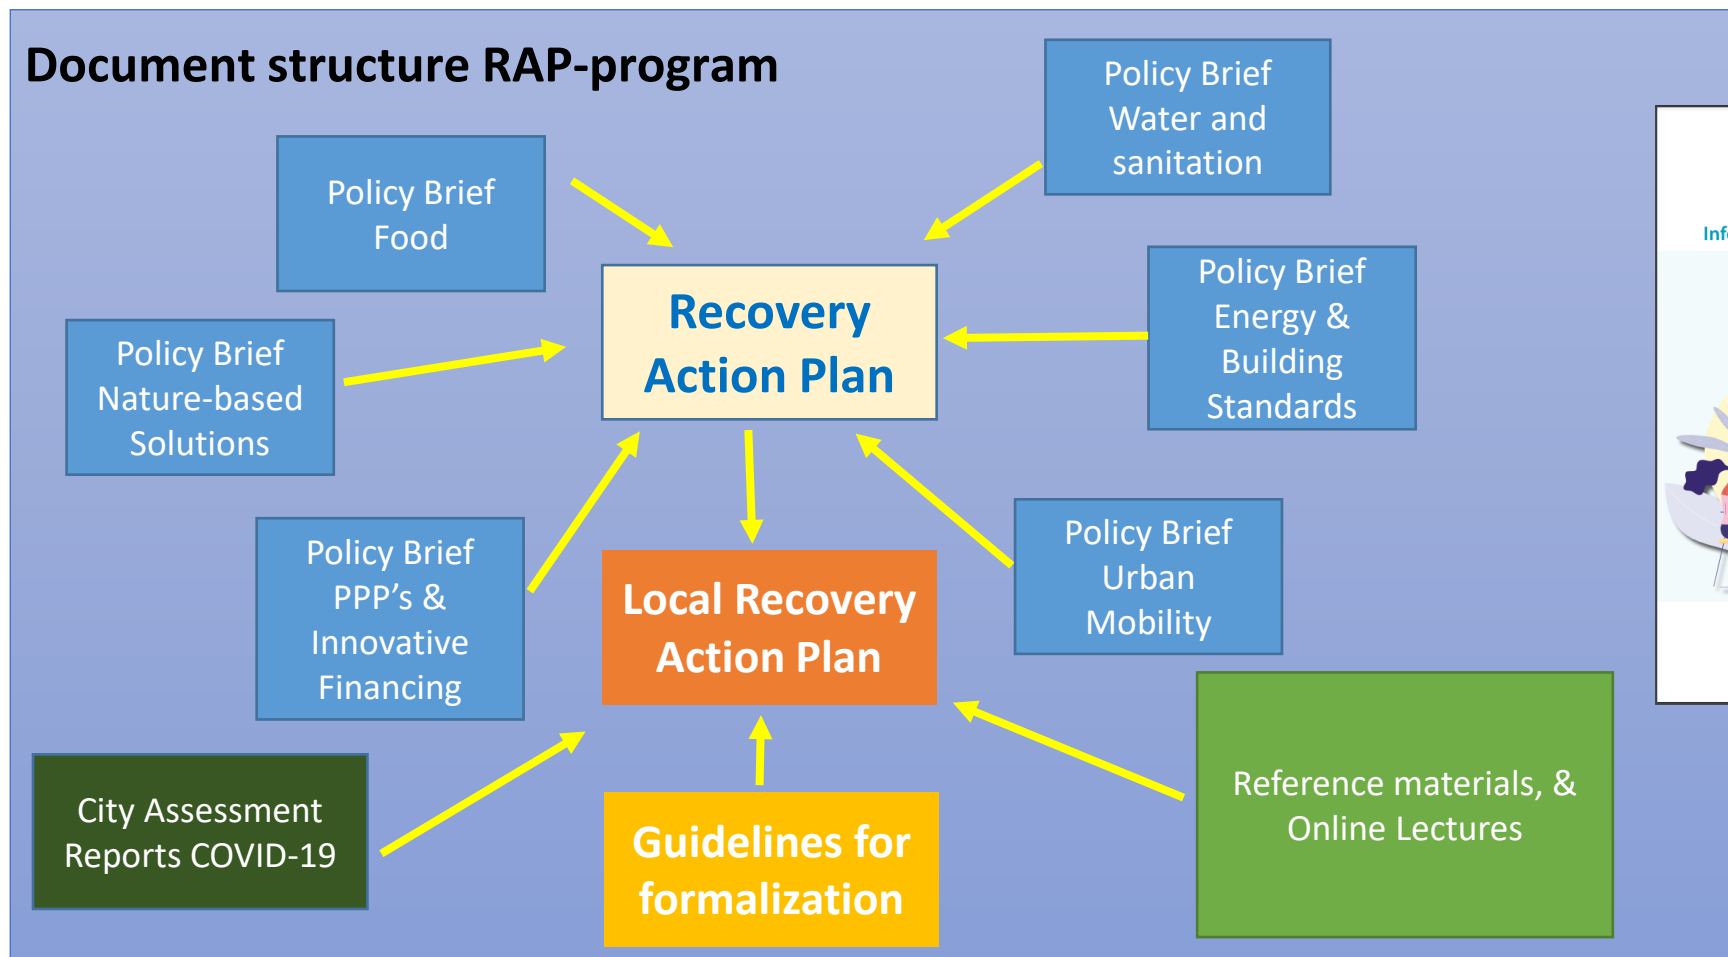 Document structure RAP-program
Policy Brief
Water and
sanitation
Policy Brief
Food
Policy Brief
Energy &
Building
Standards
Recovery
Action Plan
Policy Brief
Nature-based
Solutions
Policy Brief
PPP's &
Innovative
Financing
Policy Brief
Urban
Mobility
Local Recovery
Action Plan
City Assessment
Reports COVID-19
Guidelines for
formalization
Reference materials, &
Online Lectures